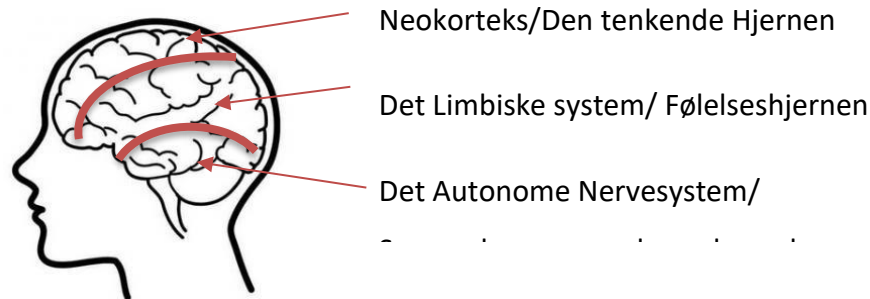 Neokorteks/Den tenkende Hjernen
Det Limbiske system/ Følelseshjernen
Det Autonome Nervesystem/